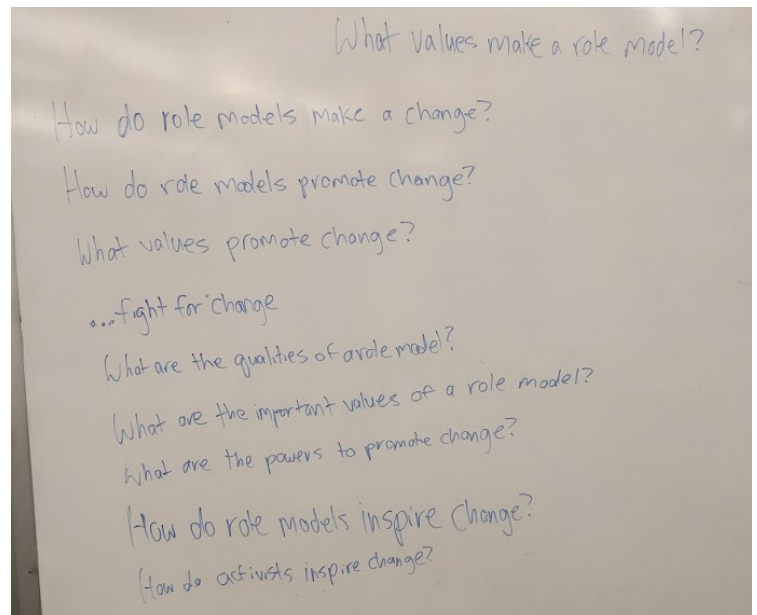 What values make a role model?
How do role models make a change?
How do role models promote change?
What values promote change?
...fight for change
What are the qualities of a role model?
What are the important values of a role model?
What are the powers to promote change?
How do role models inspire change?
How do activists inspire change?